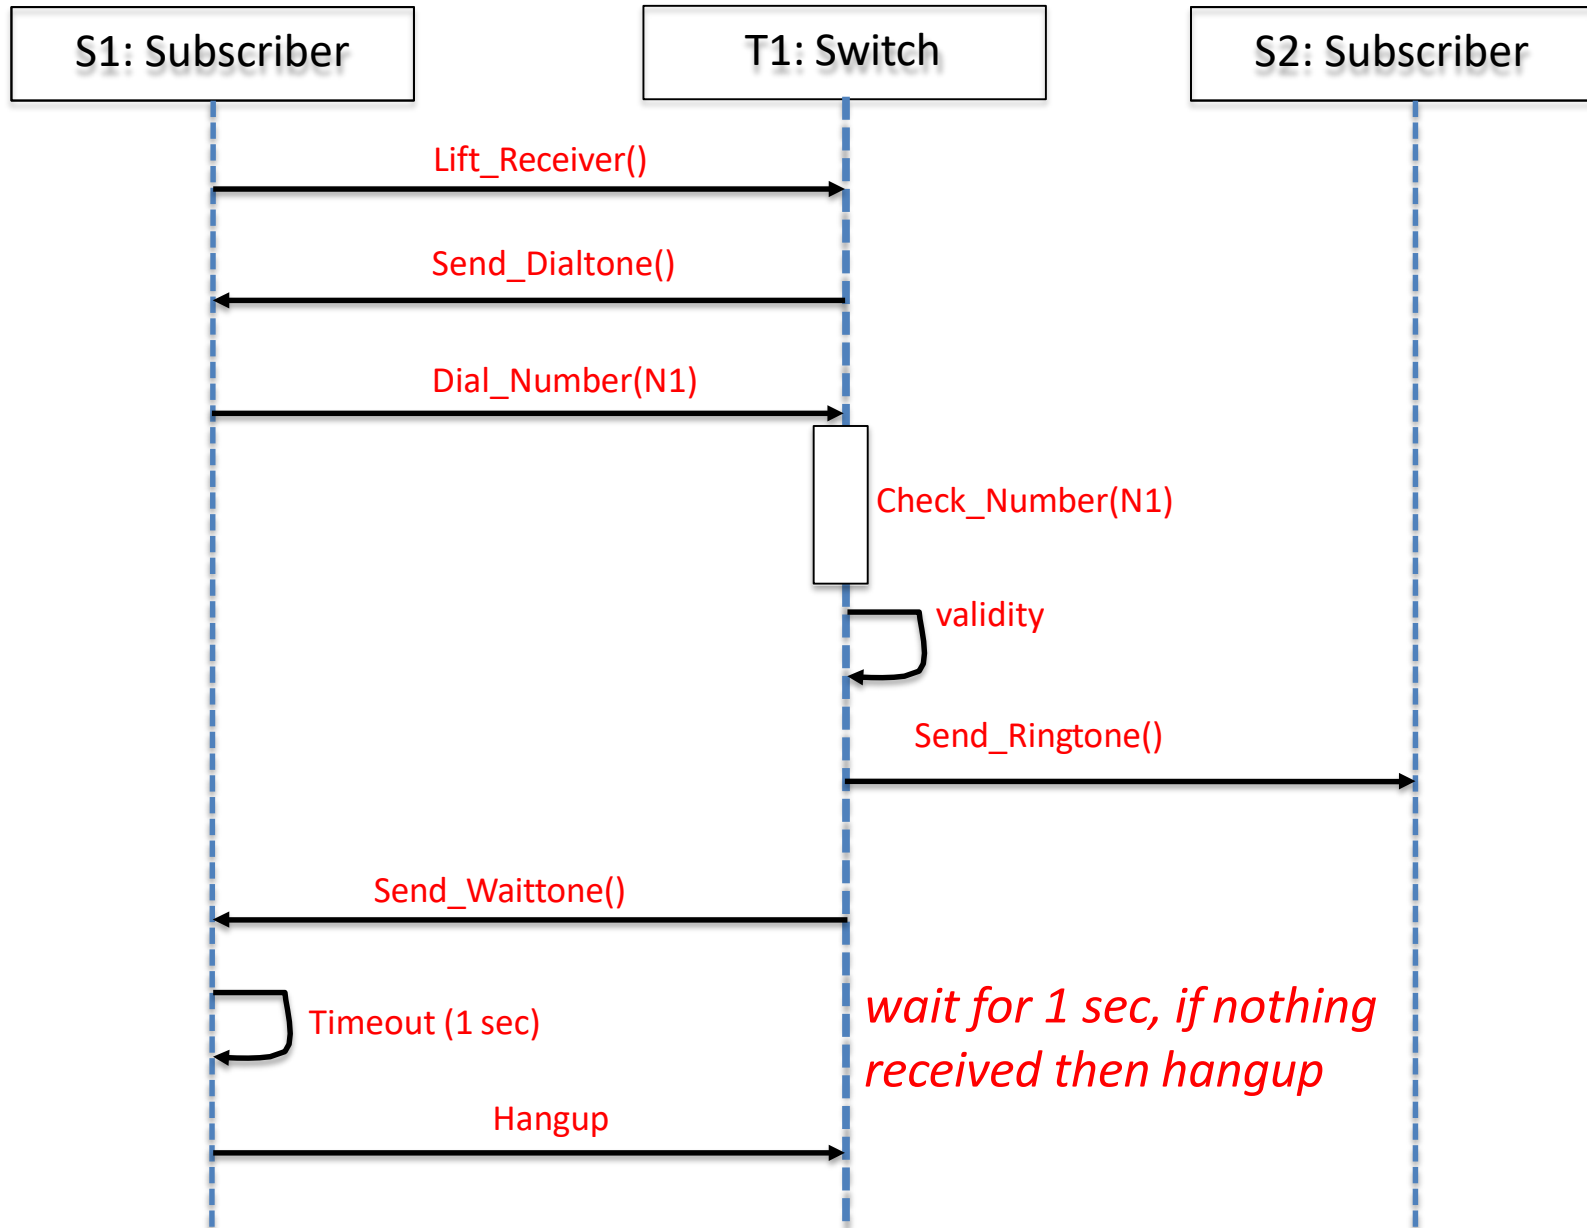 S1: Subscriber
T1: Switch
S2: Subscriber
Lift_Receiver()
Send_Dialtone()
Dial_Number(N1)
Check_Number(N1)
validity
Send_Ringtone()
Send_Waittone()
Timeout (1 sec)
wait for 1 sec, if nothing
received then hangup
Hangup